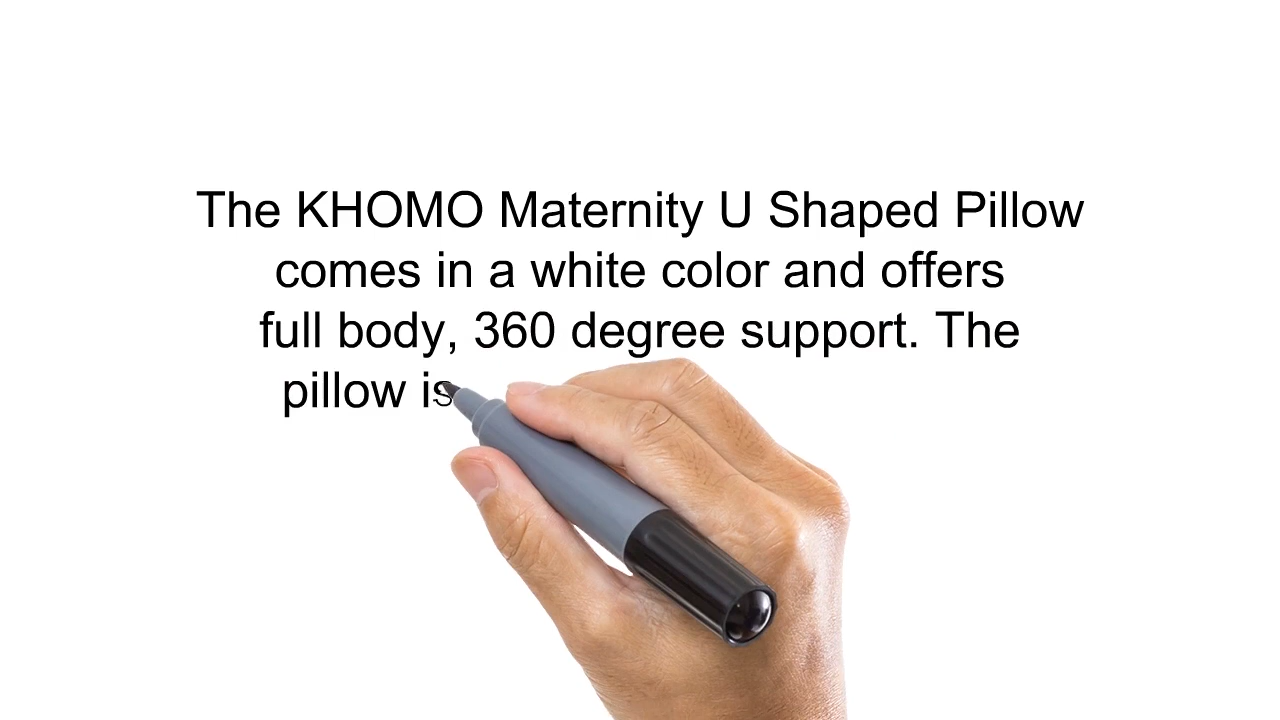 The KHOMO Maternity U Shaped Pillow
comes in a white color and offers
full body, 360 degree support. The
pillow is